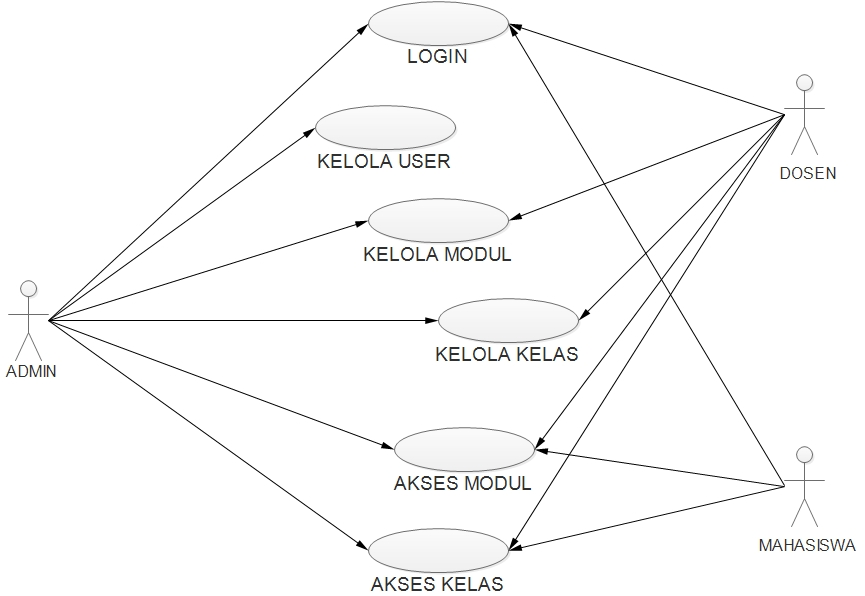 LOGIN
KELOLA USER
DOSEN
KELOLA MODUL
KELOLA KELAS
ADMIN
AKSES MODUL
MAHASISWA
AKSES KELAS